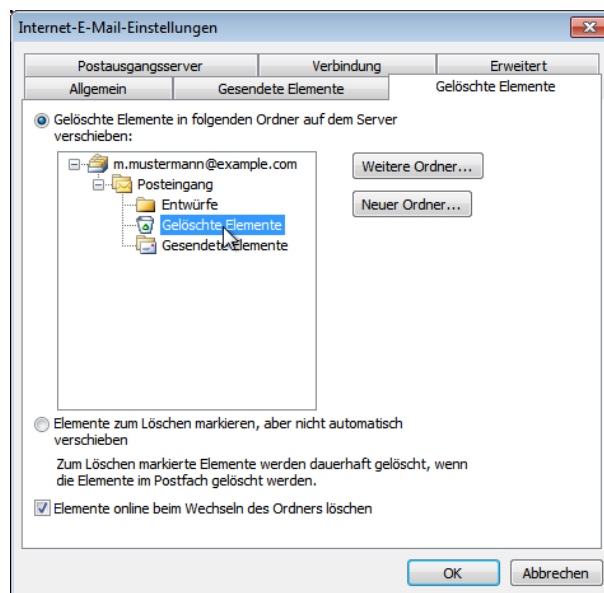 Internet-E-Mail-Einstellungen
Postausgangsserver Verbindung Erweitert
Allgemein Gesendete Elemente Gelöschte Elemente
Gelöschte Elemente in folgenden Ordner auf dem Server
verschieben:
m.mustermann@example.com
Posteingang
Entwürfe
Gelöschte Elemente
Gesendete Elemente
Weitere Ordner...
Neuer Ordner...
Elemente zum Löschen markieren, aber nicht automatisch
verschieben
Zum Löschen markierte Elemente werden dauerhaft gelöscht, wenn
die Elemente im Postfach gelöscht werden.
Elemente online beim Wechseln des Ordners löschen
OK Abbrechen